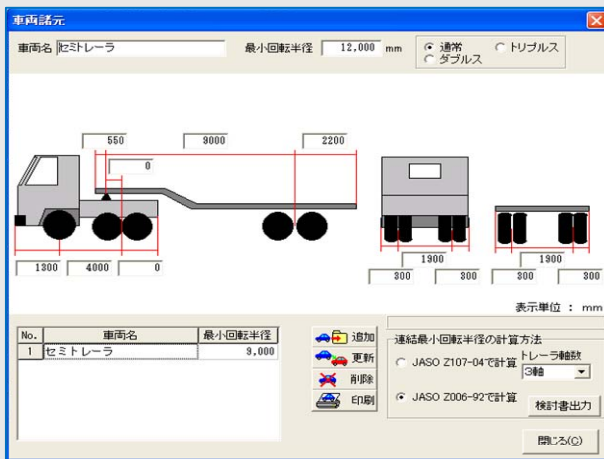 車両諸元
車両名 セミトレーラ 最小回転半径 12,000 mm 通常 トリプルス
ダブルス
550 9000 2200
0
1300 4000 0
1900 1900
300 300 300 300
表示単位 : mm
No. 車両名 最小回転半径
1 セミトレーラ 9,000
追加
更新
削除
印刷
連結最小回転半径の計算方法
JASO Z107-04で計算 トレーラ軸数
3軸
JASO Z006-92で計算 検討書出力
閉じる(C)